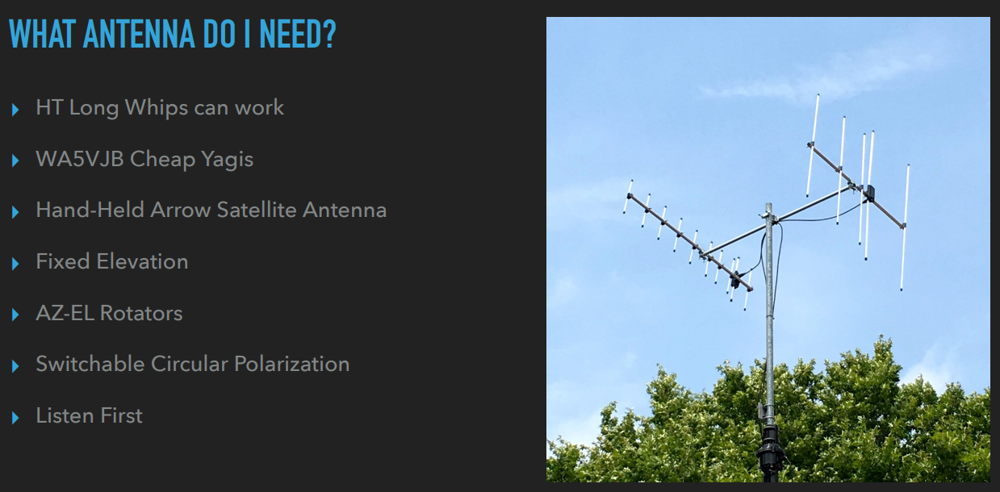 WHAT ANTENNA DO I NEED?
HT Long Whips can work
WA5VJB Cheap Yagis
Hand-Held Arrow Satellite Antenna
Fixed Elevation
AZ-EL Rotators
Switchable Circular Polarization
Listen First